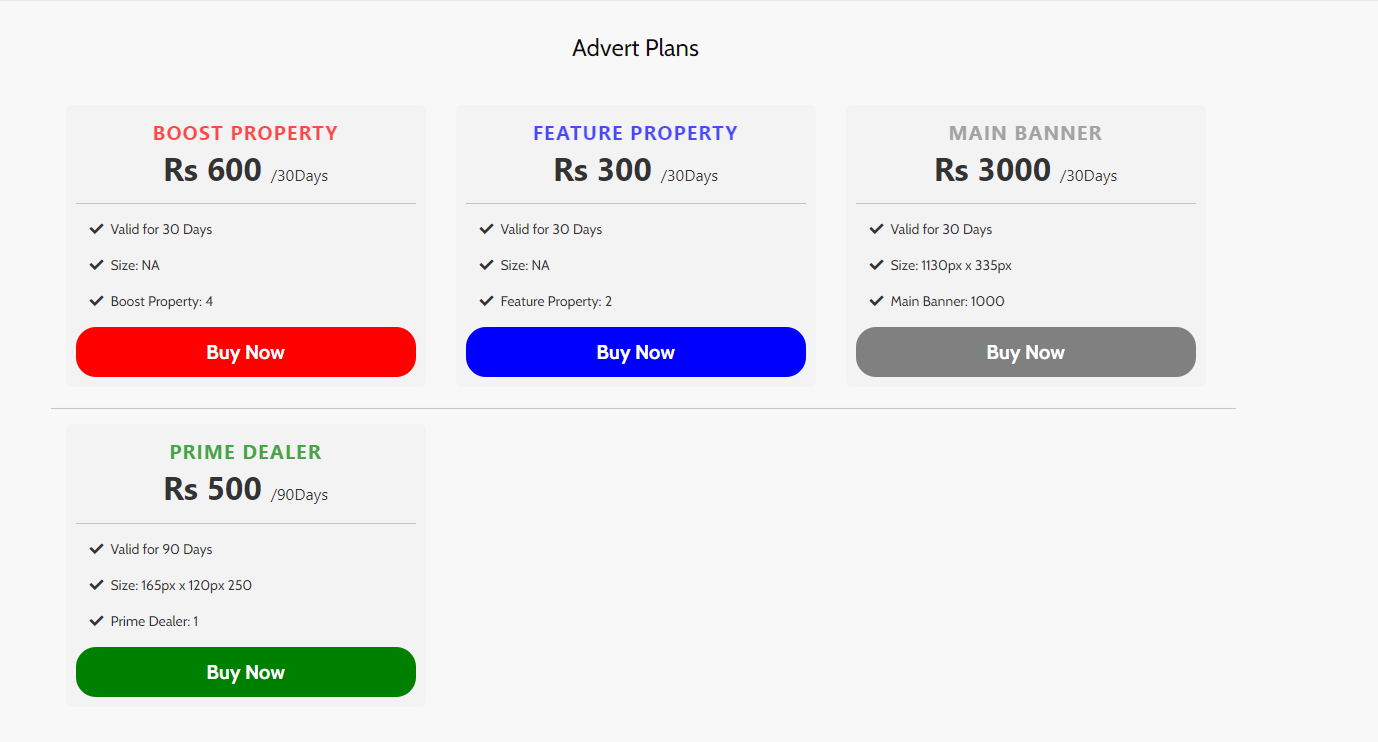 Advert Plans
BOOST PROPERTY
Rs 600 /30Days
Valid for 30 Days
Size: NA
Boost Property: 4
Buy Now
FEATURE PROPERTY
Rs 300 /30Days
Valid for 30 Days
Size: NA
Feature Property: 2
Buy Now
MAIN BANNER
Rs 3000 /30Days
Valid for 30 Days
Size: 1130px x 335px
Main Banner: 1000
Buy Now
PRIME DEALER
Rs 500 /90Days
Valid for 90 Days
Size: 165px x 120px 250
Prime Dealer: 1
Buy Now